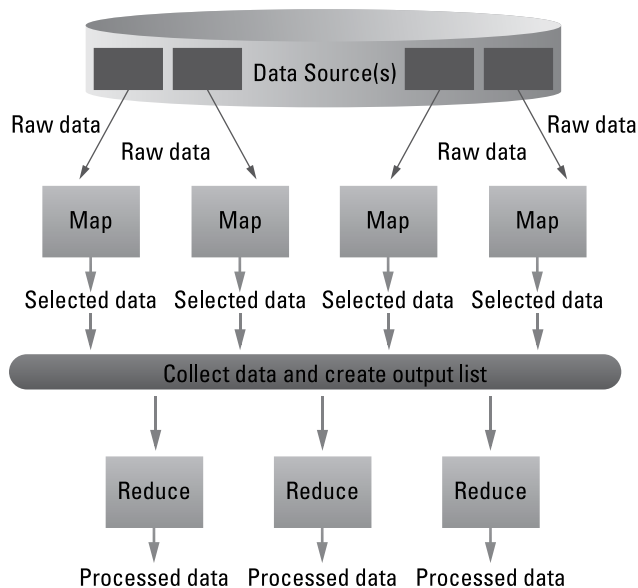 Data Source(s)
Raw data
Raw data
Raw data
Raw data
Map
Map
Map
Map
Selected data
Selected data
Selected data
Selected data
Collect data and create output list
Reduce
Reduce
Reduce
Processed data
Processed data
Processed data